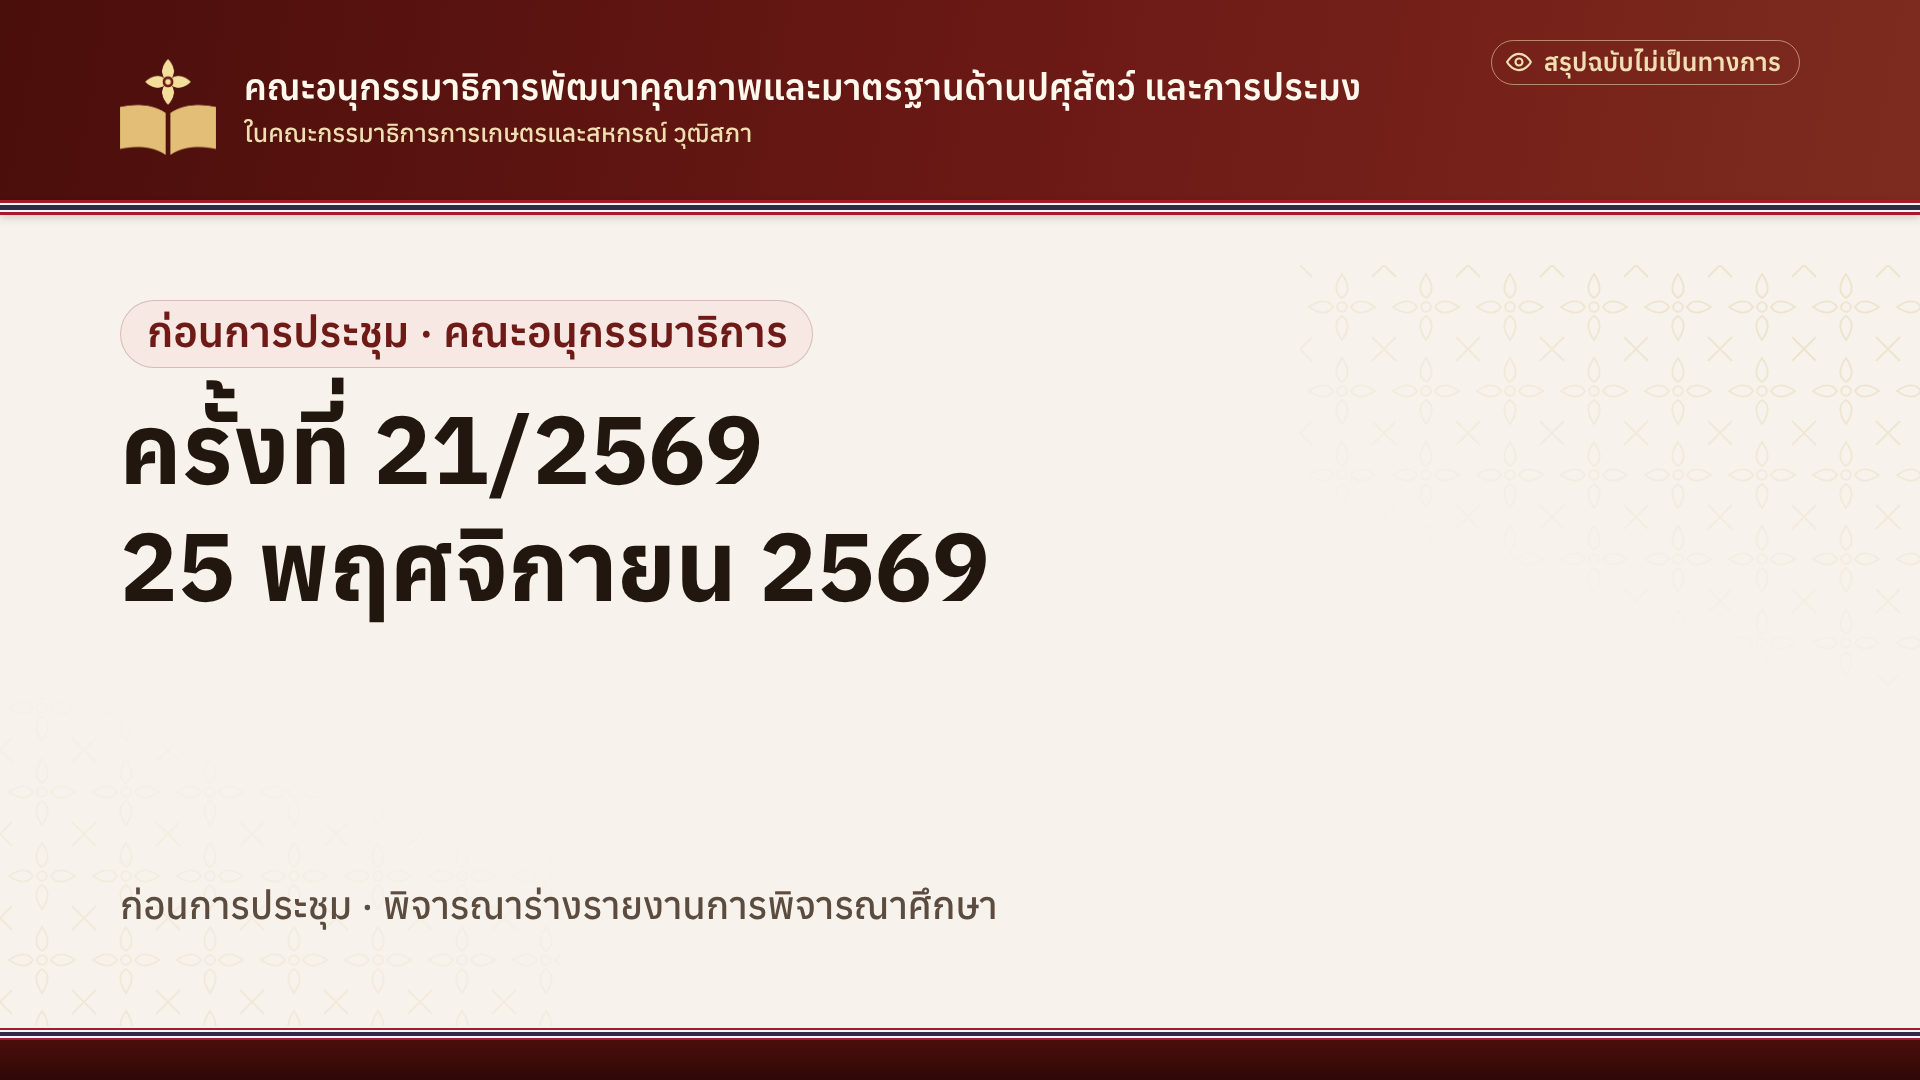 คณะอนุกรรมาธิการพัฒนาคุณภาพและมาตรฐานด้านปศุสัตว์ และการประมง
ในคณะกรรมาธิการการเกษตรและสหกรณ์ วุฒิสภา
สรุปฉบับไม่เป็นทางการ
ก่อนการประชุม · คณะอนุกรรมาธิการ
ครั้งที่ 21/2569
25 พฤศจิกายน 2569
ก่อนการประชุม · พิจารณาร่างรายงานการพิจารณาศึกษา